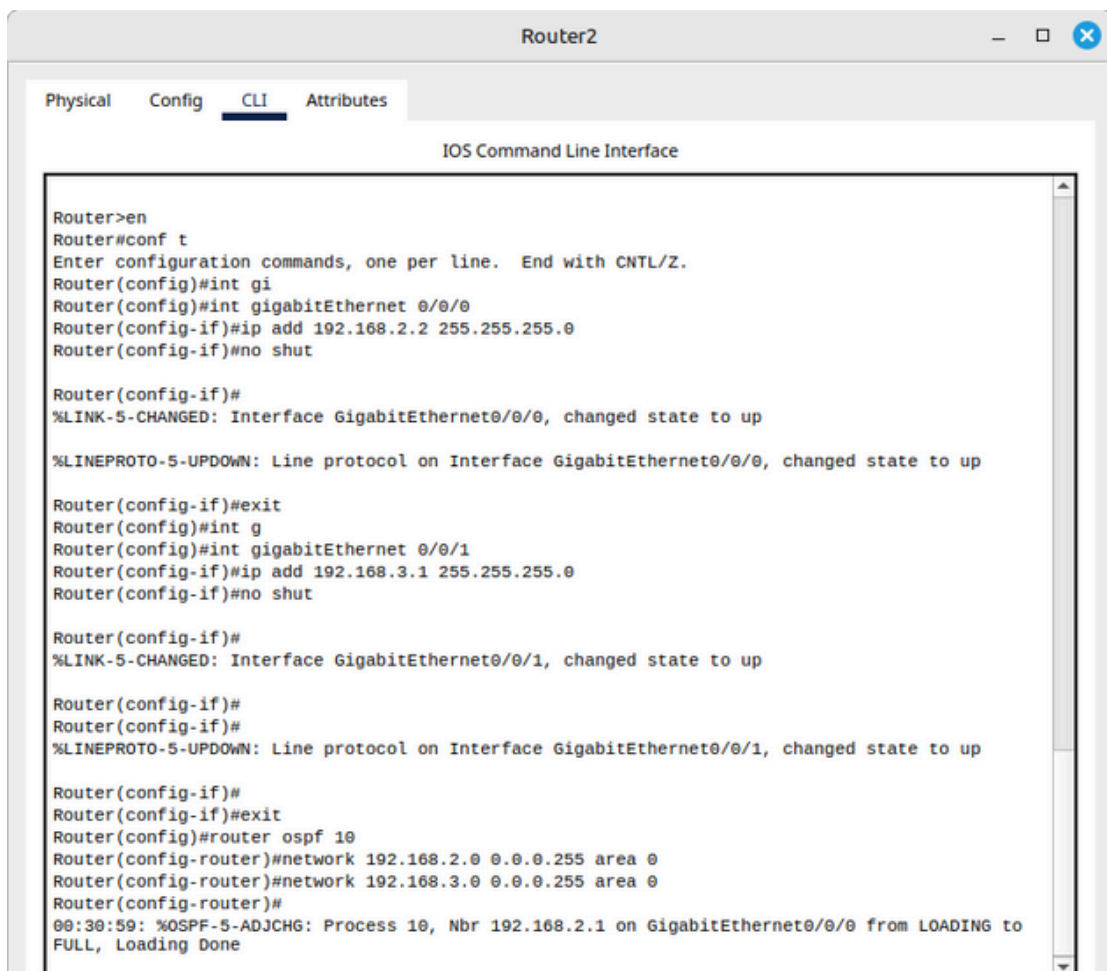 Router2
Physical Config CLI Attributes
IOS Command Line Interface
Router>en
Router#conf t
Enter configuration commands, one per line.  End with CNTL/Z.
Router(config)#int gi
Router(config)#int gigabitEthernet 0/0/0
Router(config-if)#ip add 192.168.2.2 255.255.255.0
Router(config-if)#no shut
Router(config-if)#
%LINK-5-CHANGED: Interface GigabitEthernet0/0/0, changed state to up
%LINEPROTO-5-UPDOWN: Line protocol on Interface GigabitEthernet0/0/0, changed state to up
Router(config-if)#exit
Router(config)#int g
Router(config)#int gigabitEthernet 0/0/1
Router(config-if)#ip add 192.168.3.1 255.255.255.0
Router(config-if)#no shut
Router(config-if)#
%LINK-5-CHANGED: Interface GigabitEthernet0/0/1, changed state to up
Router(config-if)#
Router(config-if)#
%LINEPROTO-5-UPDOWN: Line protocol on Interface GigabitEthernet0/0/1, changed state to up
Router(config-if)#
Router(config-if)#exit
Router(config)#router ospf 10
Router(config-router)#network 192.168.2.0 0.0.0.255 area 0
Router(config-router)#network 192.168.3.0 0.0.0.255 area 0
Router(config-router)#
00:30:59: %OSPF-5-ADJCHG: Process 10, Nbr 192.168.2.1 on GigabitEthernet0/0/0 from LOADING to
FULL, Loading Done